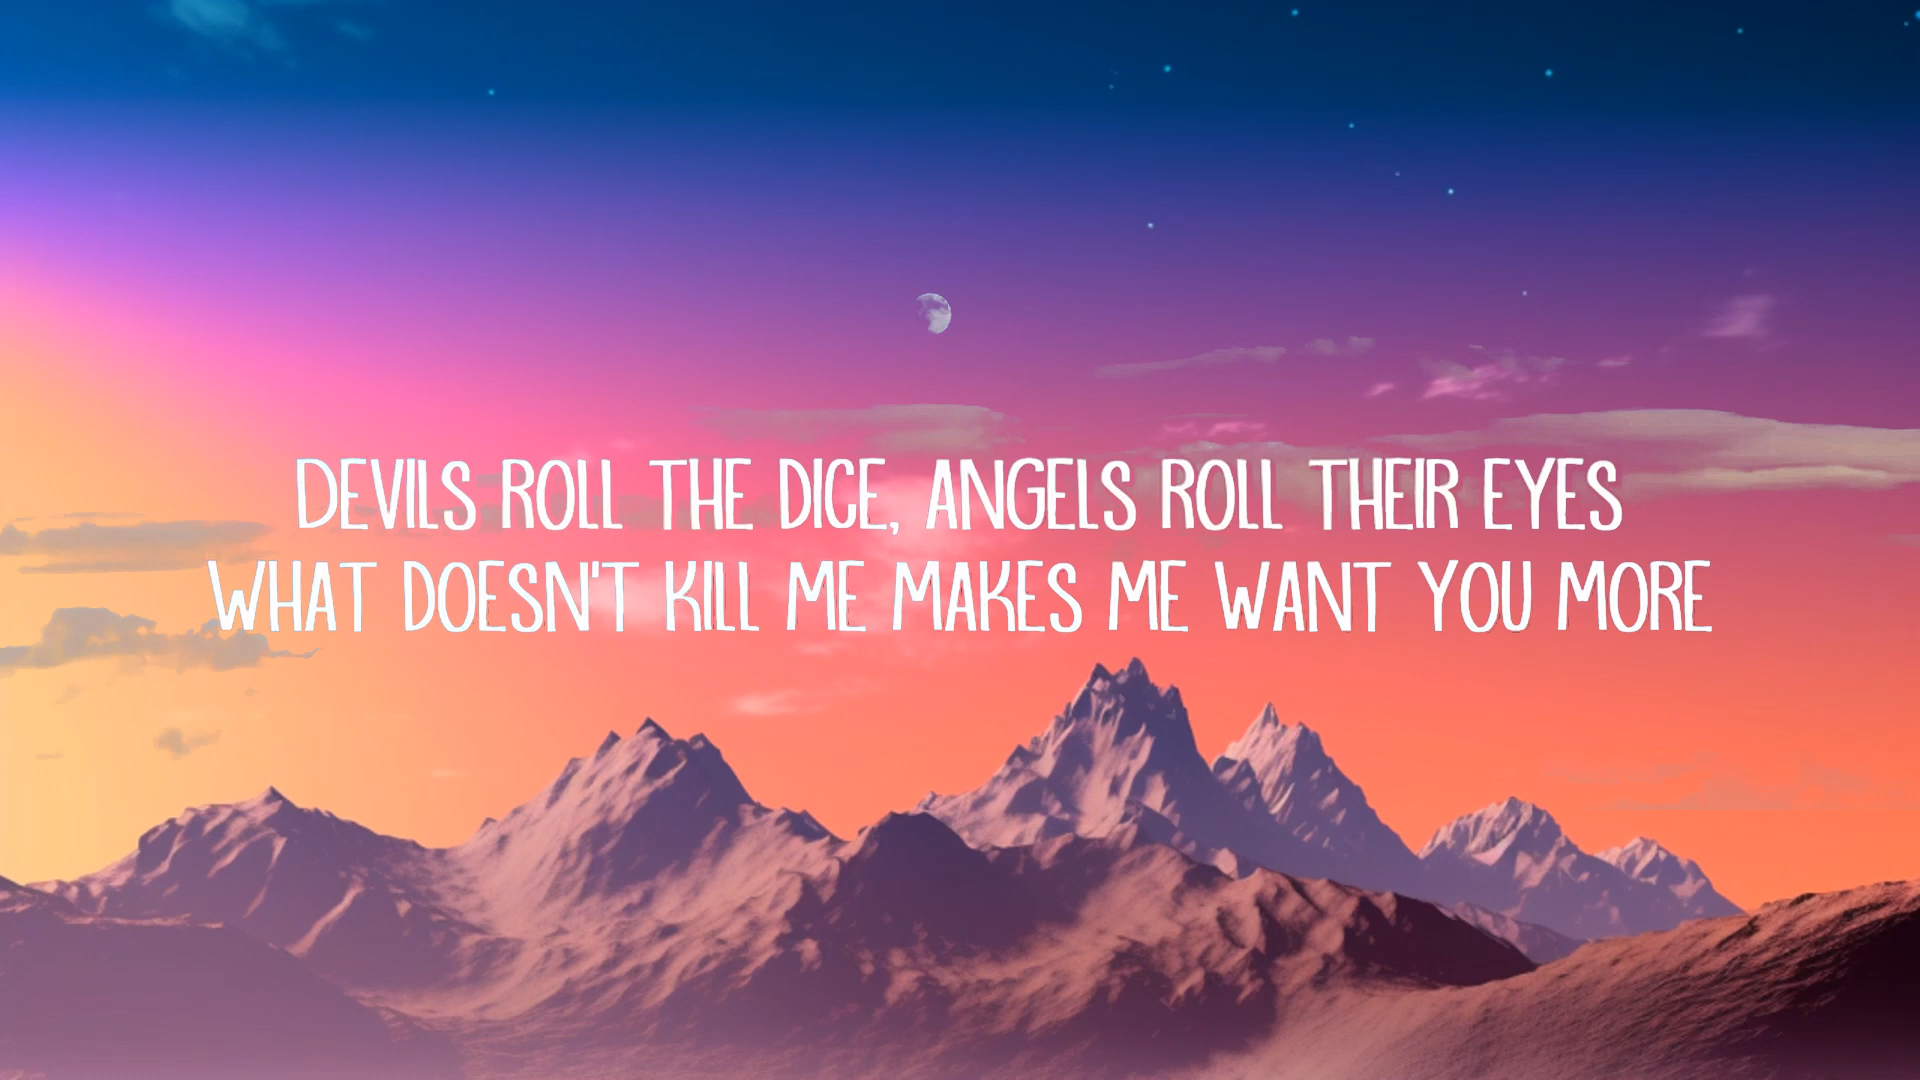 DEVILS ROLL THE DICE, ANGELS ROLL THEIR EYES
WHAT DOESN'T KILL ME MAKES ME WANT YOU MORE